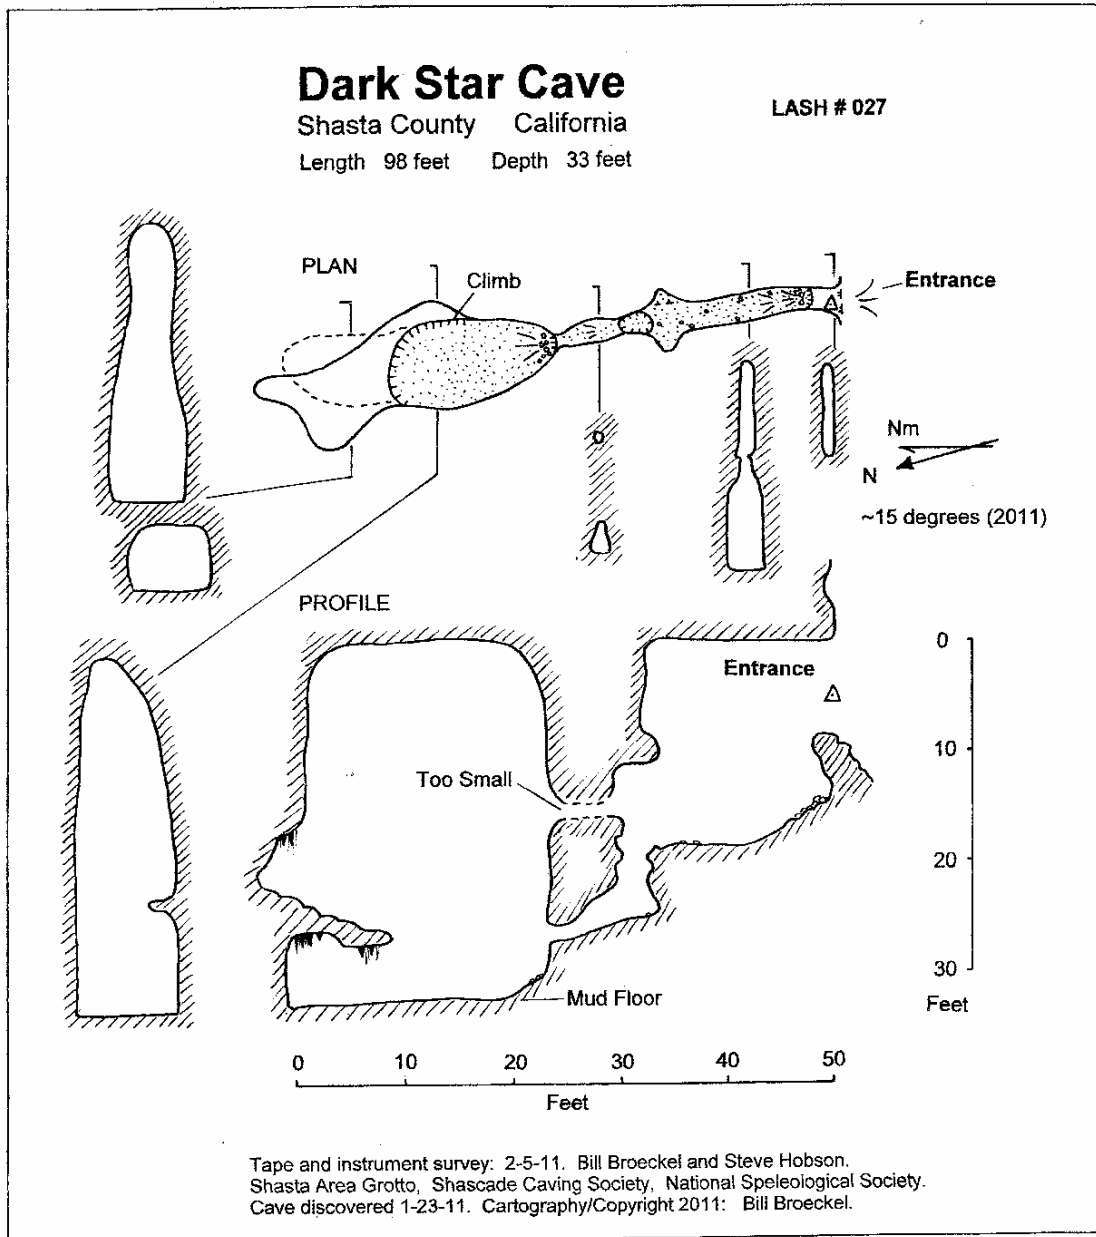 Dark Star Cave
LASH # 027
Shasta County California
Length 98 feet Depth 33 feet
PLAN
Climb
Entrance
Nm
N
~15 degrees (2011)
PROFILE
0
Entrance
10
Too Small
20
30
Mud Floor
Feet
0 10 20 30 40 50
Feet
Tape and instrument survey: 2-5-11. Bill Broeckel and Steve Hobson.
Shasta Area Grotto, Shascade Caving Society, National Speleological Society.
Cave discovered 1-23-11. Cartography/Copyright 2011: Bill Broeckel.